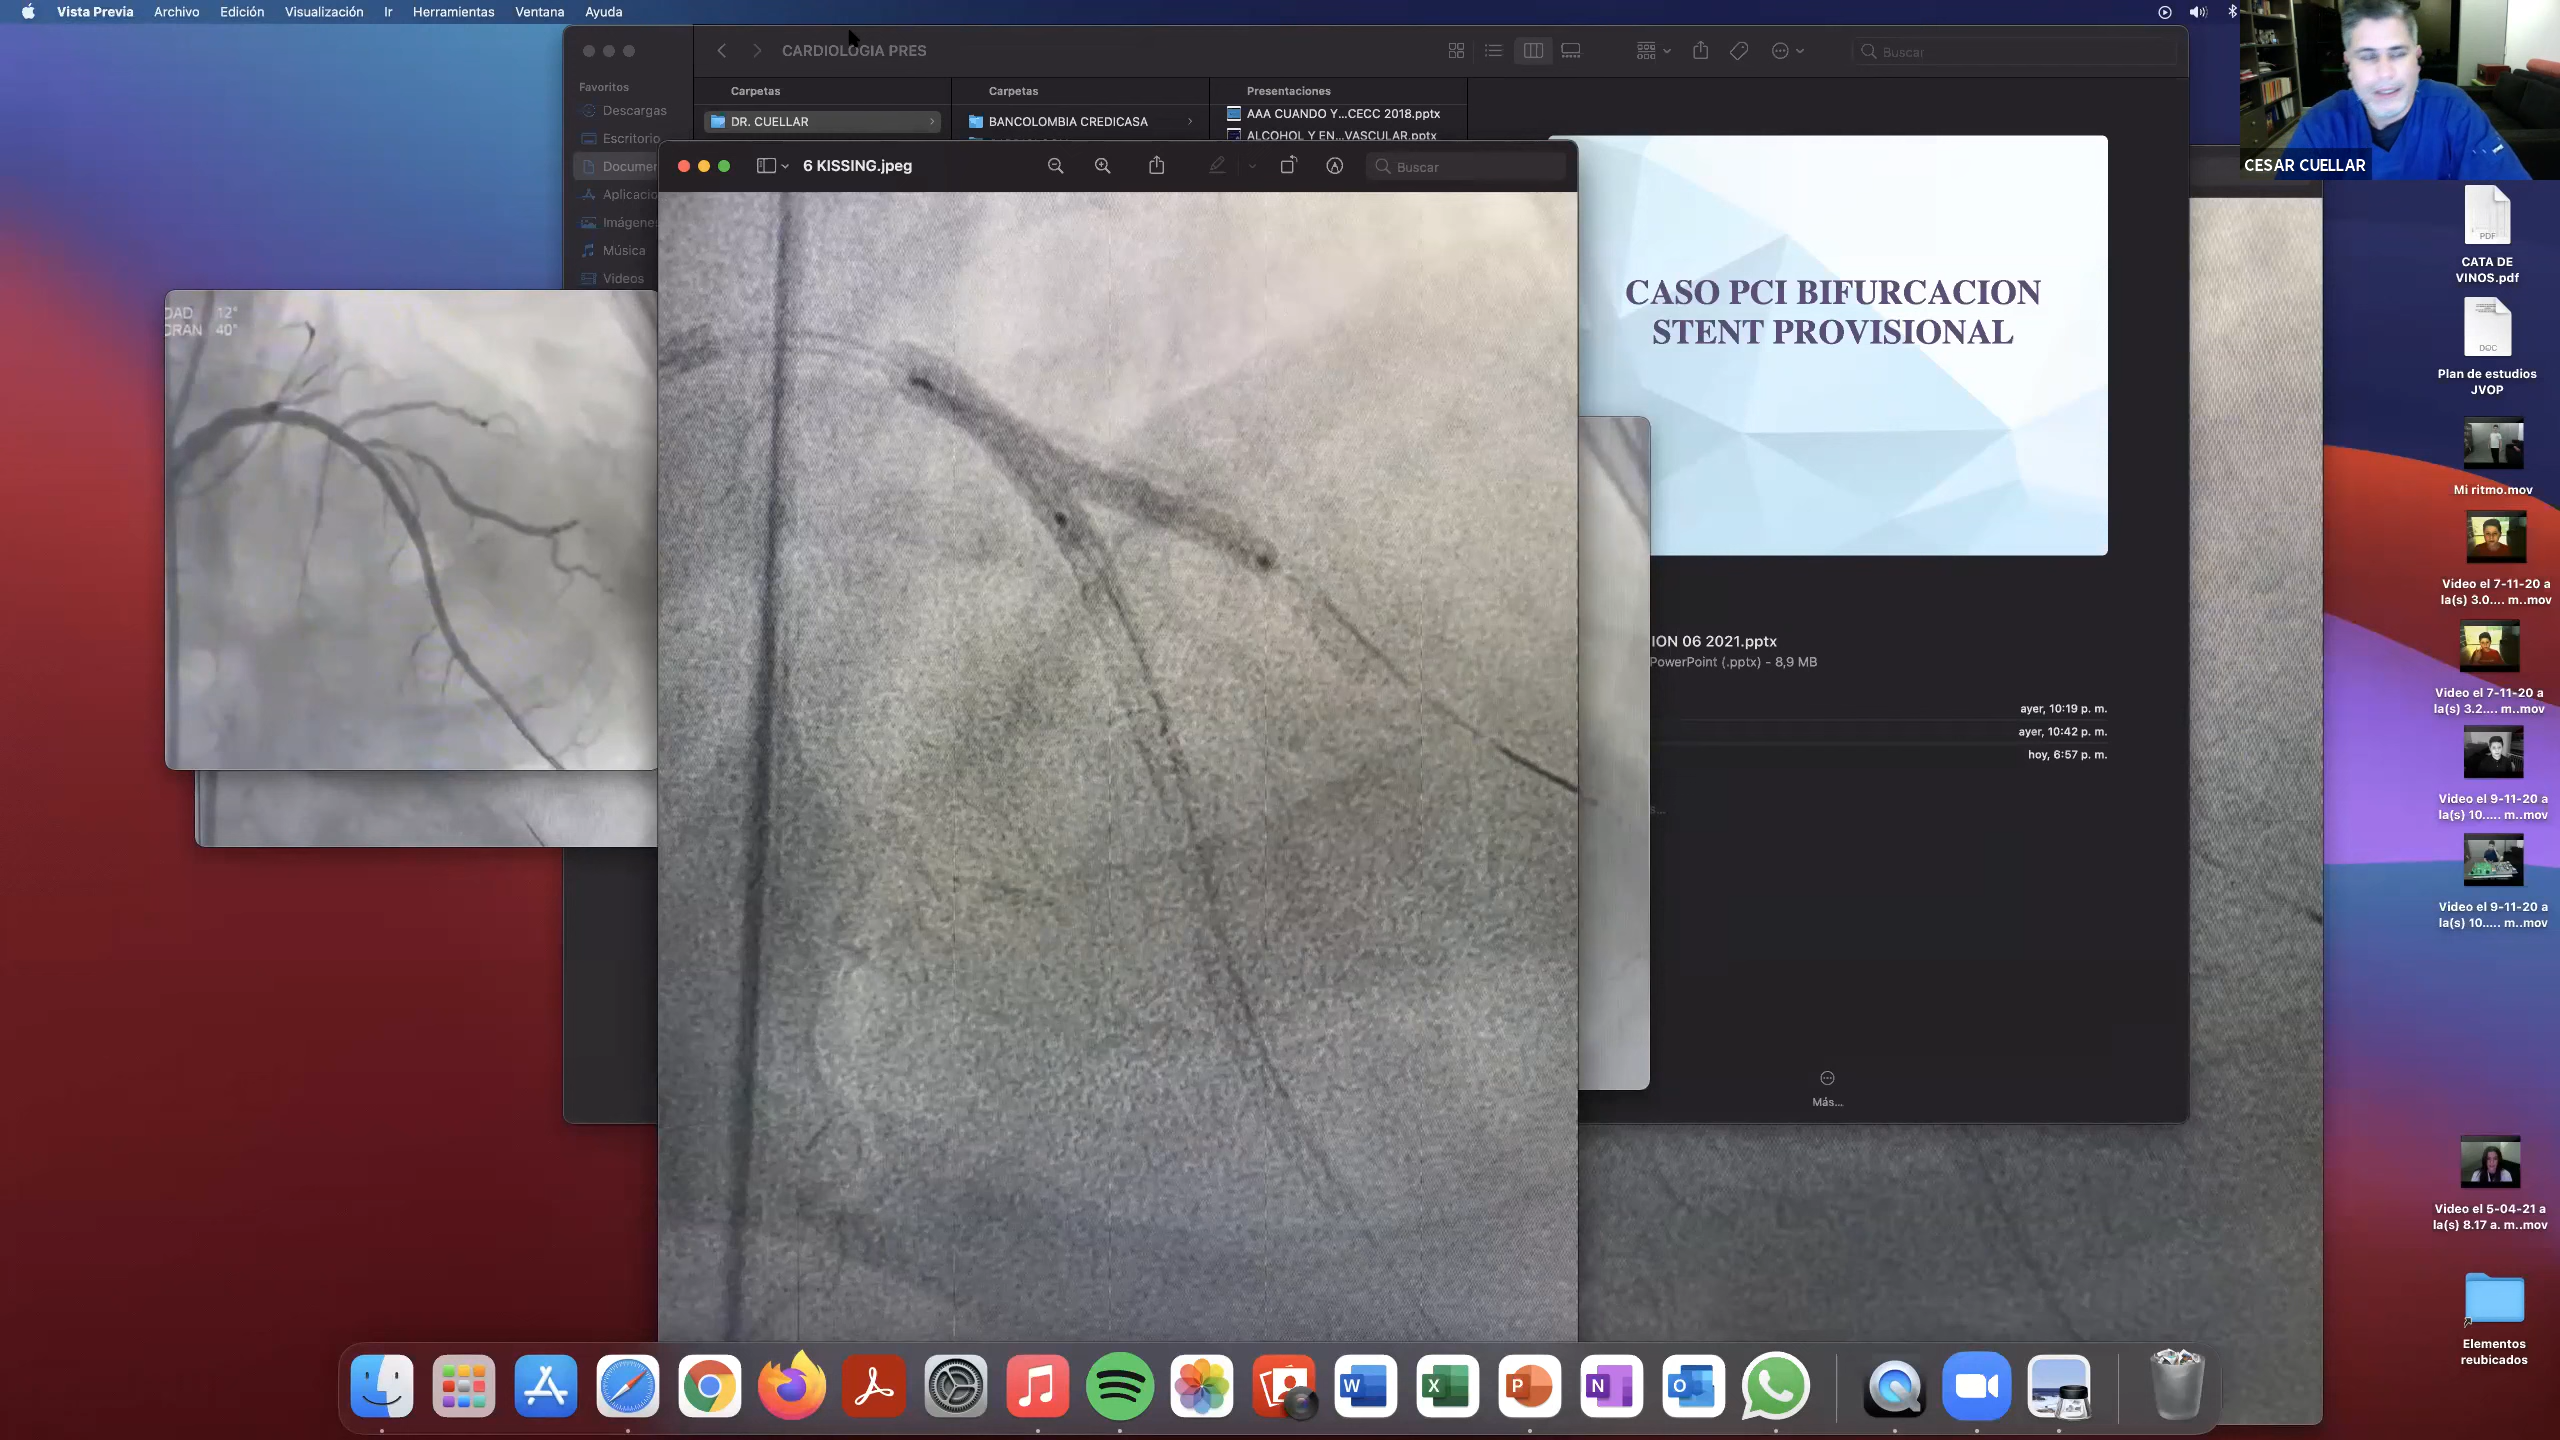 Vista Previa Archivo Edición Visualización Ir Herramientas Ventana Ayuda
CARDIOLOGIA PRES
Buscar
Favoritos
Descargas
Escritorio
Música
Videos
Carpetas
DR. CUELLAR
Carpetas
BANCOLOMBIA CREDICASA
Presentaciones
AAA CUANDO Y...CECC 2018.pptx
ALCOHOL Y EN...VASCULAR.pptx
6 KISSING.jpeg
Buscar
12°
40°
CASO PCI BIFURCACION
STENT PROVISIONAL
ION 06 2021.pptx
PowerPoint (.pptx) - 8,9 MB
ayer, 10:19 p. m.
ayer, 10:42 p. m.
hoy, 6:57 p. m.
Más...
CESAR CUELLAR
PDF
CATA DE
VINOS.pdf
DOC
Plan de estudios
JVOP
Mi ritmo.mov
Video el 7-11-20 a
la(s) 3.0.... m..mov
Video el 7-11-20 a
la(s) 3.2.... m..mov
Video el 9-11-20 a
la(s) 10..... m..mov
Video el 9-11-20 a
la(s) 10..... m..mov
Video el 5-04-21 a
la(s) 8.17 a. m..mov
Elementos
reubicados